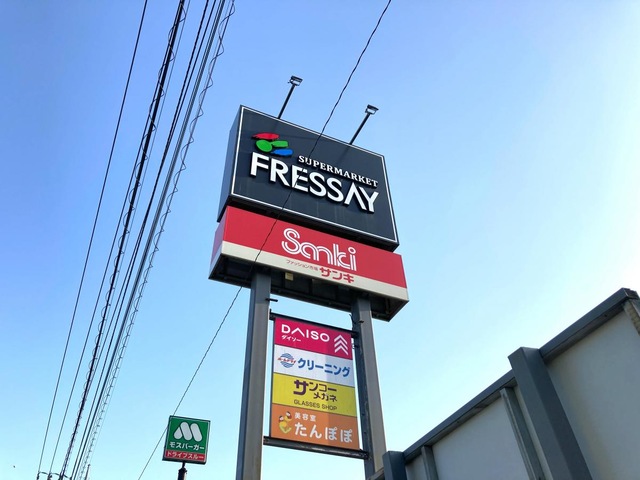 SUPERMARKET
FRESSAY
Sanki
ファッション市場 サンキ
DAISO
ダイソー
クリーニング
サンコー
メガネ
GLASSES SHOP
美容室
たんぽぽ
モスバーガー
ドライブスルー